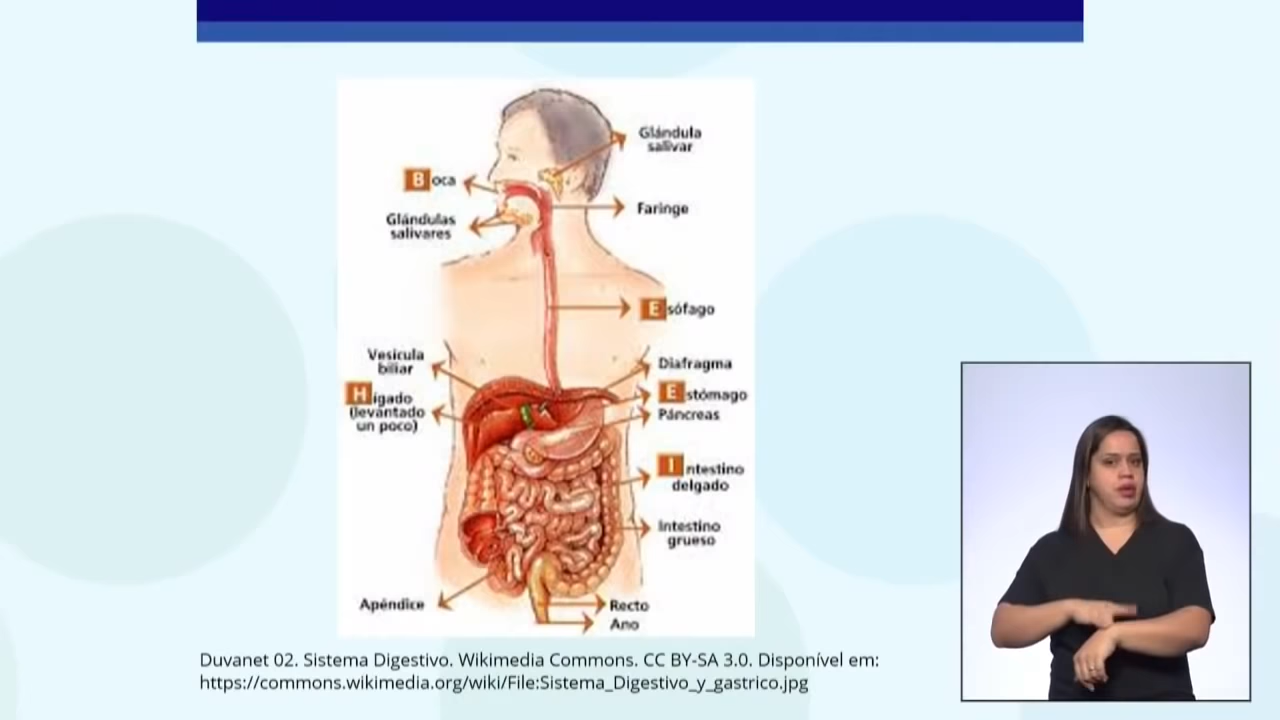 Glándula
salivar
Boca
Glándulas
salivares
Faringe
Esófago
Vesicula
biliar
Diafragma
Hígado
(levantado
un poco)
Estómago
Páncreas
Intestino
delgado
Intestino
grueso
Apéndice
Recto
Ano
Duvanet 02. Sistema Digestivo. Wikimedia Commons. CC BY-SA 3.0. Disponível em:
https://commons.wikimedia.org/wiki/File:Sistema_Digestivo_y_gastrico.jpg